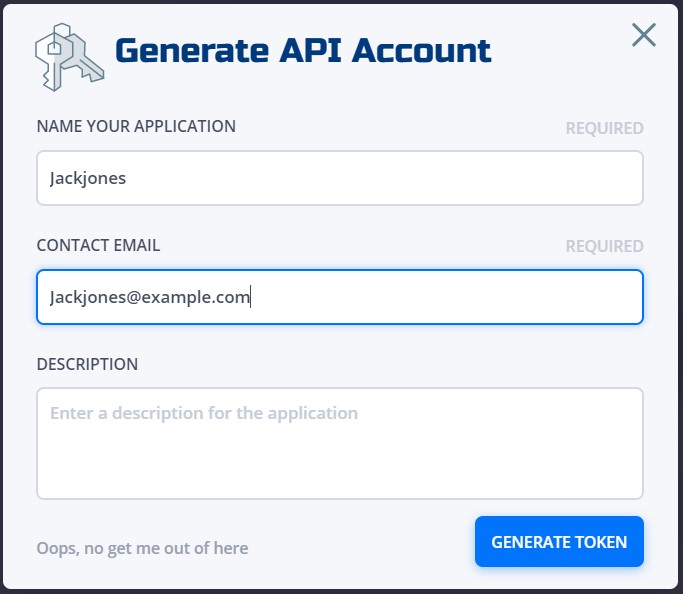 Generate API Account
NAME YOUR APPLICATION REQUIRED
Jackjones
CONTACT EMAIL REQUIRED
Jackjones@example.com
DESCRIPTION
Enter a description for the application
Oops, no get me out of here GENERATE TOKEN